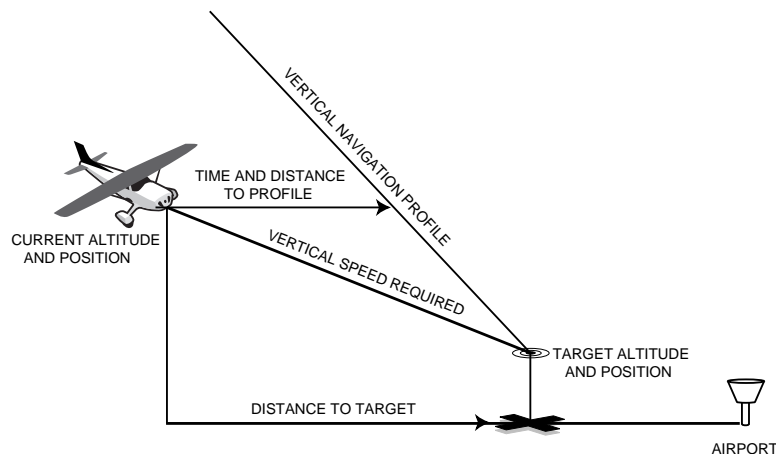 VERTICAL NAVIGATION PROFILE
TIME AND DISTANCE
TO PROFILE
CURRENT ALTITUDE
AND POSITION
VERTICAL SPEED REQUIRED
TARGET ALTITUDE
AND POSITION
DISTANCE TO TARGET
AIRPORT